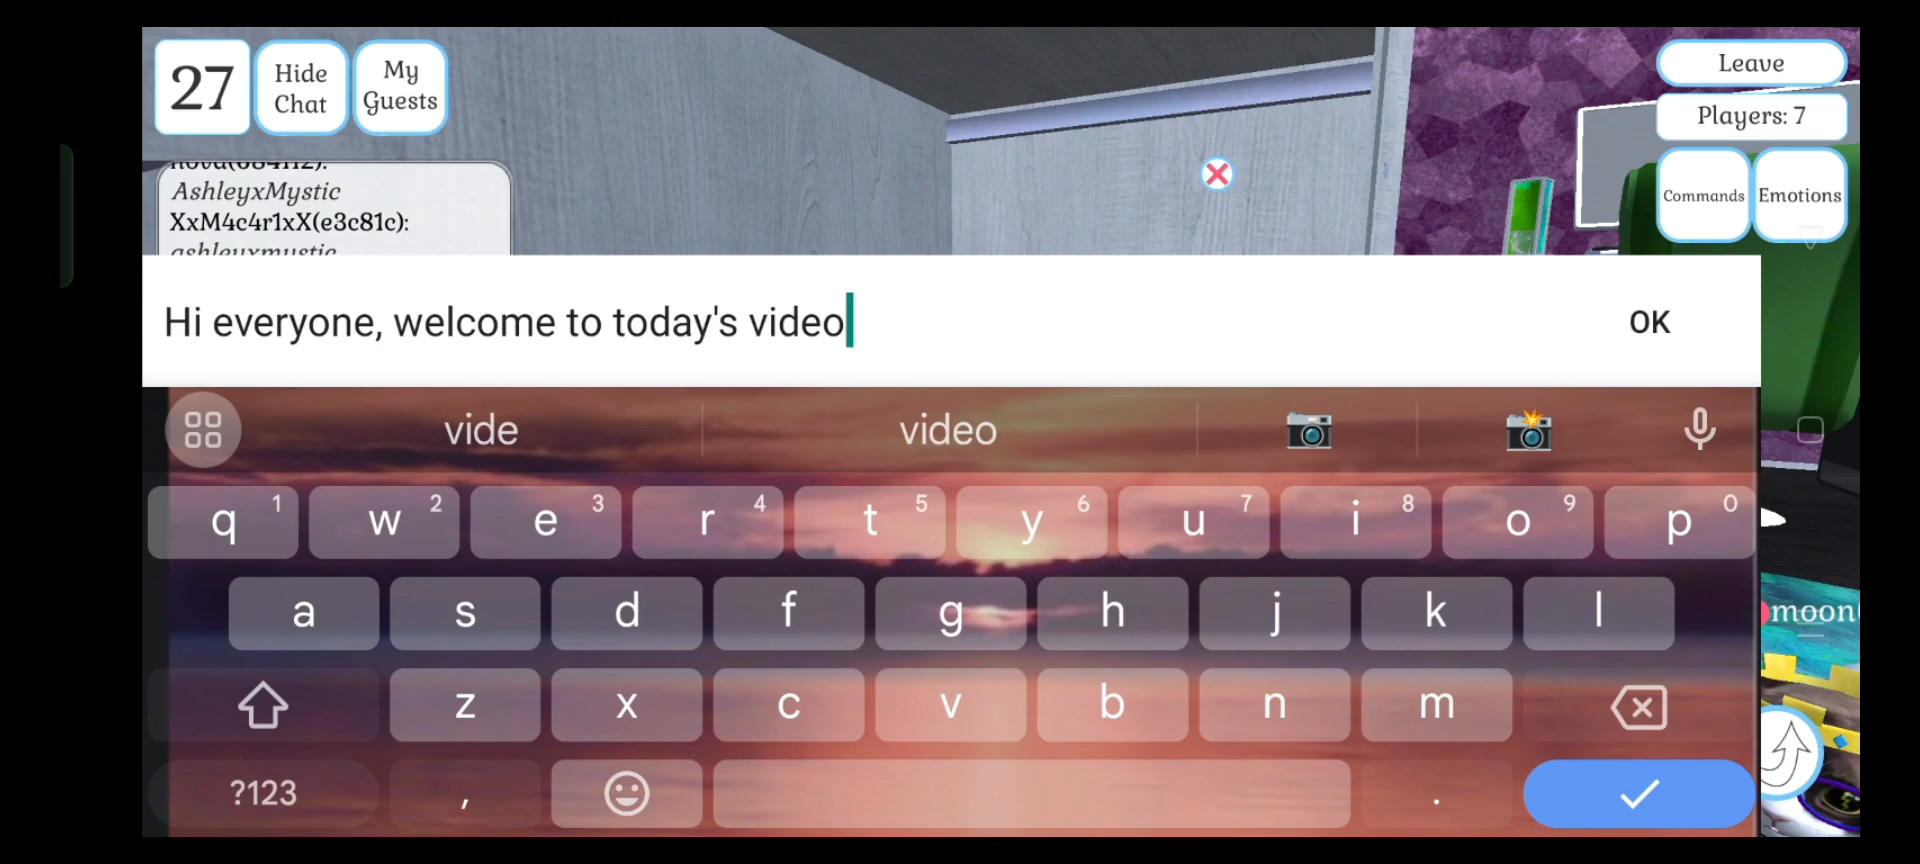 27
Hide
Chat
My
Guests
Leave
Players: 7
Commands
Emotions
AshleyxMystic
XxM4c4r1xX(e3c81c):
ashleyxmystic
Hi everyone, welcome to today's video
OK
vide
video
q 1 w 2 e 3 r 4 t 5 y 6 u 7 i 8 o 9 p 0
a s d f g h j k l
moon
z x c v b n m
?123 , .